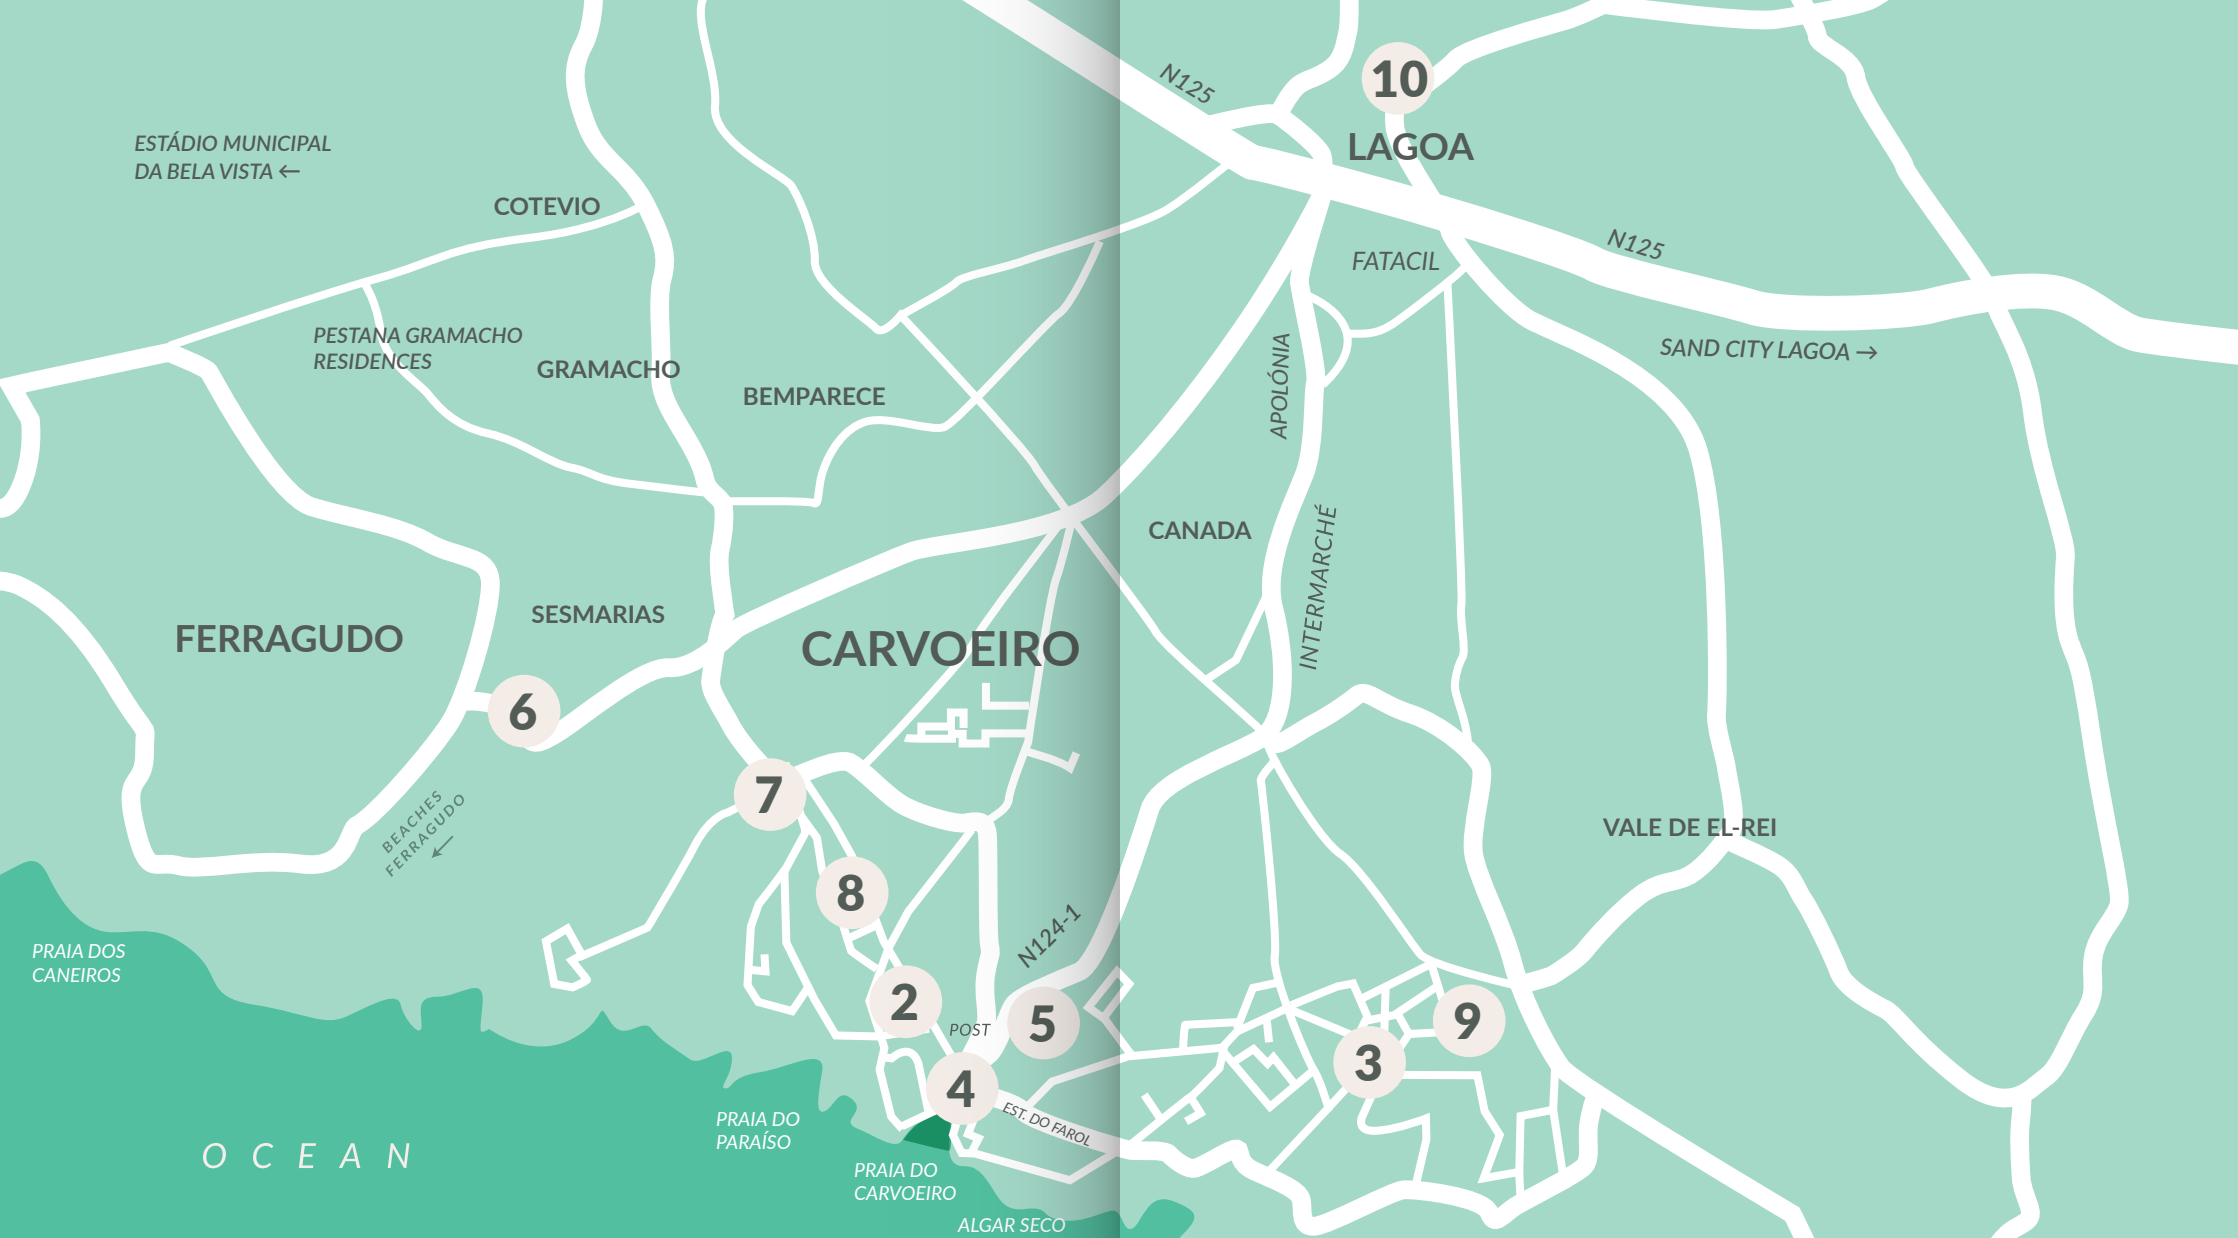 N125
10
LAGOA
ESTÁDIO MUNICIPAL
DA BELA VISTA ←
COTEVIO
N125
FATACIL
PESTANA GRAMACHO
RESIDENCES
GRAMACHO
BEMPARECE
APOLÓNIA
SAND CITY LAGOA →
CANADA
INTERMARCHÉ
SESMARIAS
FERRAGUDO
CARVOEIRO
6
7
BEACHES
FERRAGUDO
←
VALE DE EL-REI
8
N124-1
PRAIA DOS
CANEIROS
2
POST
5
9
3
4
EST. DO FAROL
PRAIA DO
PARAÍSO
OCEAN
PRAIA DO
CARVOEIRO
ALGAR SECO